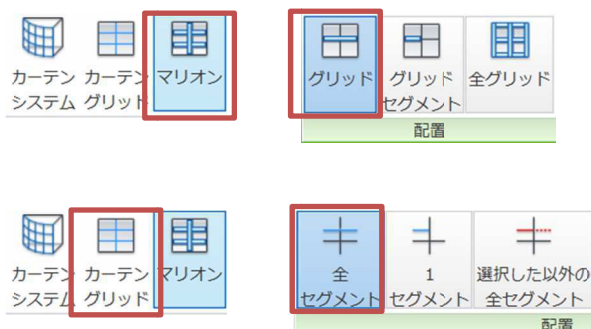 カーテン カーテン マリオン
システム グリッド
グリッド グリッド 全グリッド
セグメント
配置
カーテン カーテン マリオン
システム グリッド
全 1 選択した以外の
セグメント セグメント 全セグメント
配置